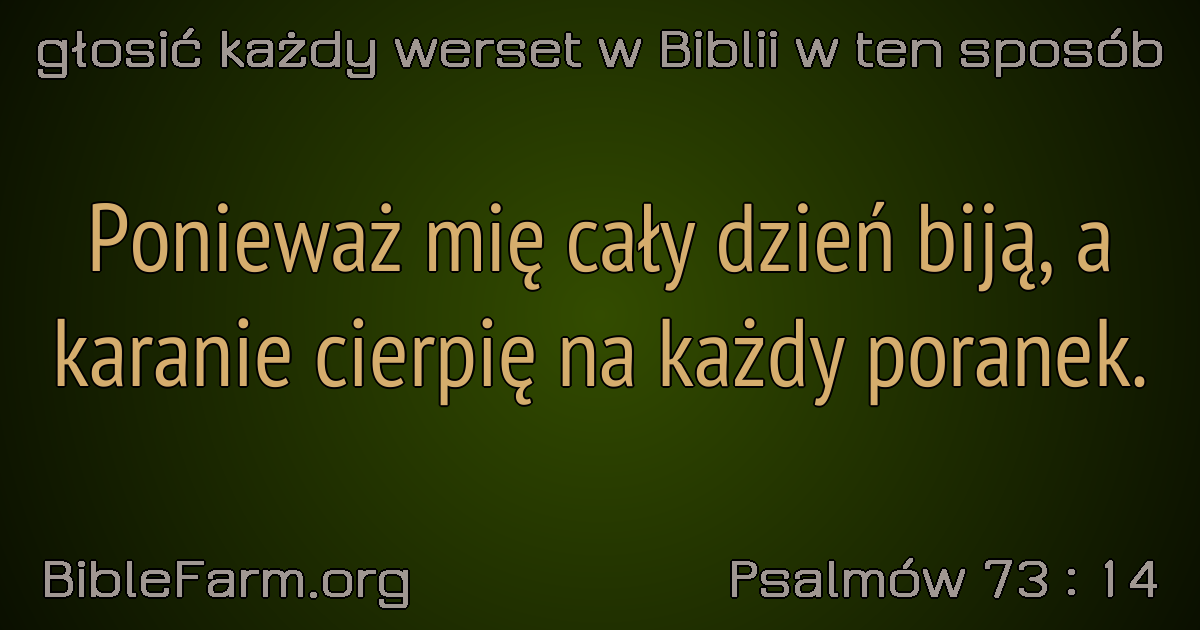 głosić każdy werset w Biblii w ten sposób
Ponieważ mię cały dzień biją, a
karanie cierpię na każdy poranek.
BibleFarm.org
Psalmów 73 : 14